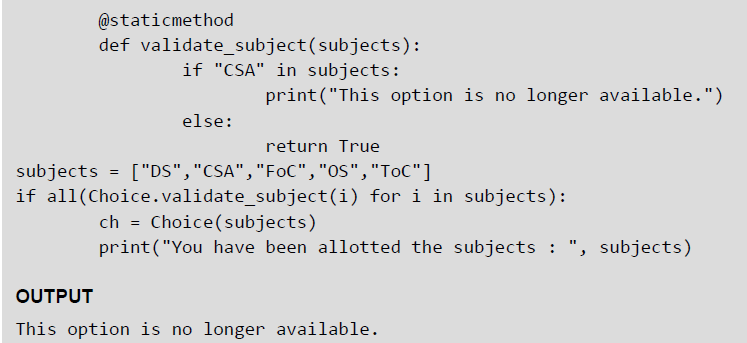 @staticmethod
def validate_subject(subjects):
if "CSA" in subjects:
print("This option is no longer available.")
else:
return True
subjects = ["DS","CSA","FoC","OS","ToC"]
if all(Choice.validate_subject(i) for i in subjects):
ch = Choice(subjects)
print("You have been allotted the subjects : ", subjects)
OUTPUT
This option is no longer available.